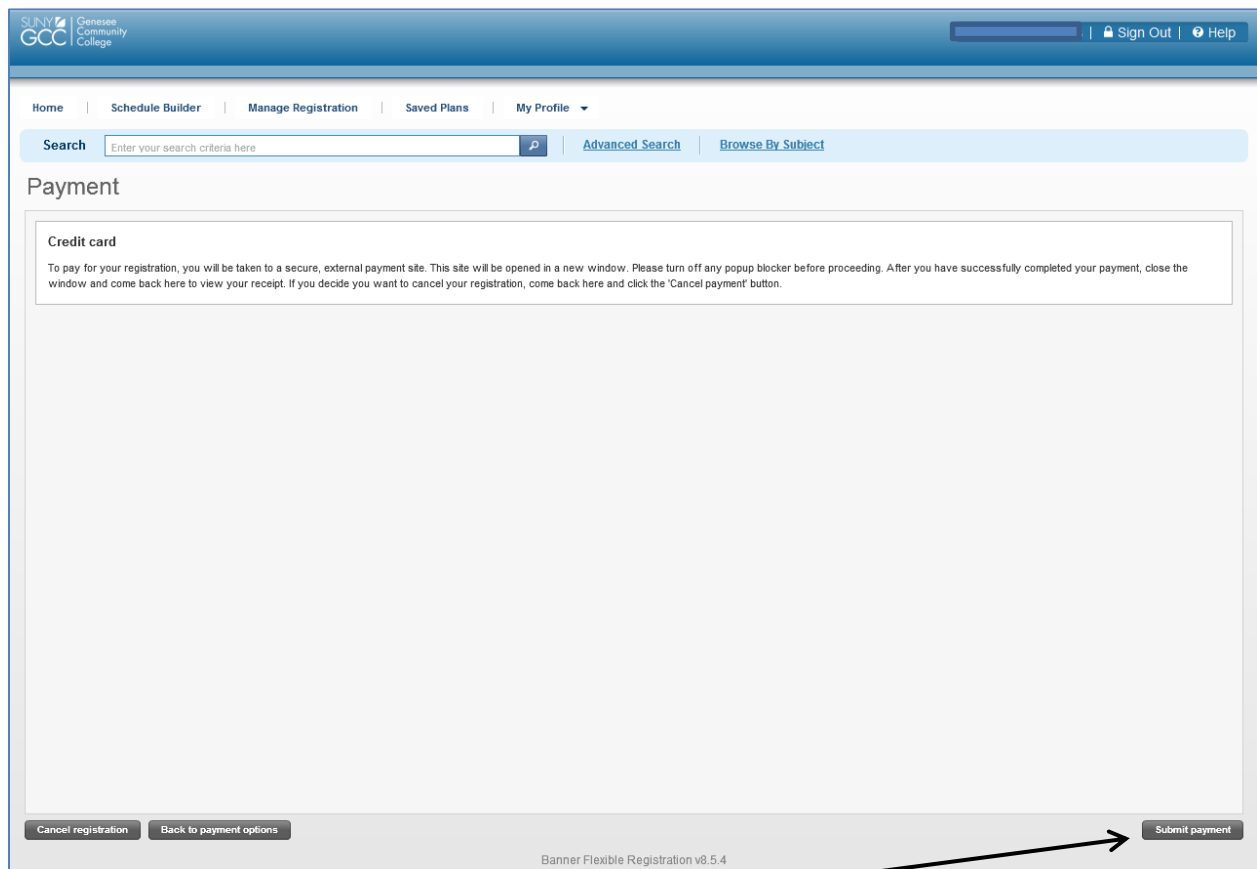 SUNY GCC Genesee Community College
| Sign Out | Help
Home | Schedule Builder | Manage Registration | Saved Plans | My Profile
Search Enter your search criteria here | Advanced Search | Browse By Subject
Payment
Credit card
To pay for your registration, you will be taken to a secure, external payment site. This site will be opened in a new window. Please turn off any popup blocker before proceeding. After you have successfully completed your payment, close the
window and come back here to view your receipt. If you decide you want to cancel your registration, come back here and click the 'Cancel payment' button.
Cancel registration Back to payment options Submit payment
Banner Flexible Registration v8.5.4